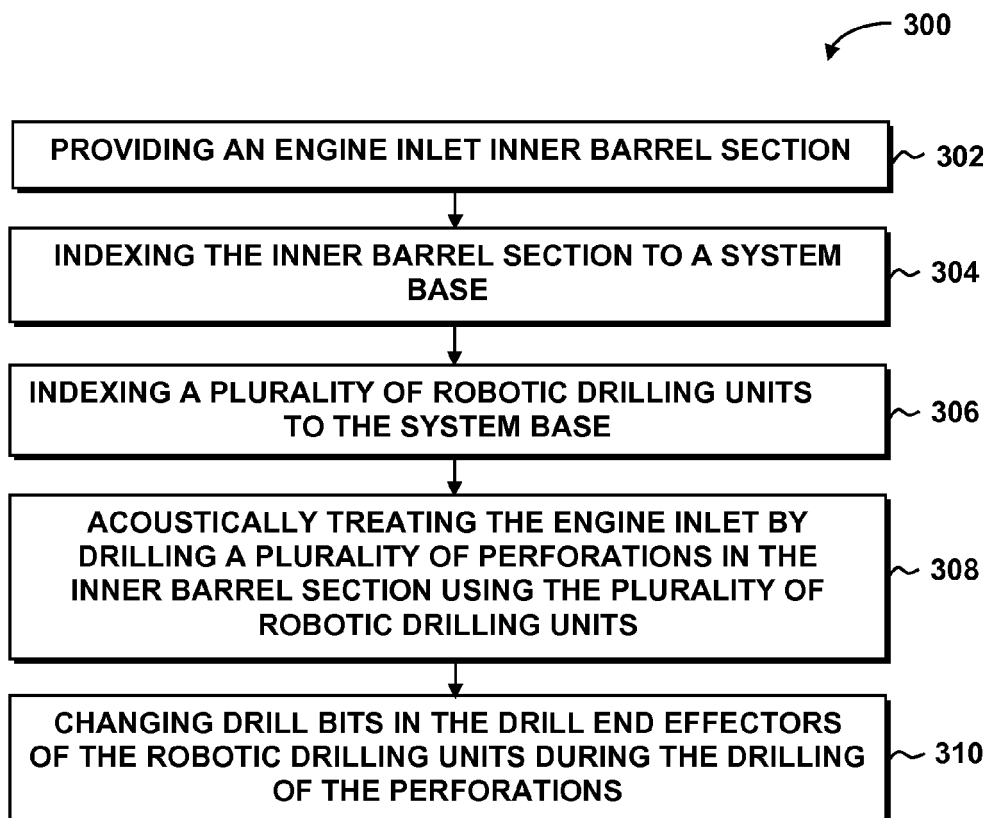 300
PROVIDING AN ENGINE INLET INNER BARREL SECTION
302
INDEXING THE INNER BARREL SECTION TO A SYSTEM
BASE
304
INDEXING A PLURALITY OF ROBOTIC DRILLING UNITS
TO THE SYSTEM BASE
306
ACOUSTICALLY TREATING THE ENGINE INLET BY
DRILLING A PLURALITY OF PERFORATIONS IN THE
INNER BARREL SECTION USING THE PLURALITY OF
ROBOTIC DRILLING UNITS
308
CHANGING DRILL BITS IN THE DRILL END EFFECTORS
OF THE ROBOTIC DRILLING UNITS DURING THE DRILLING
OF THE PERFORATIONS
310